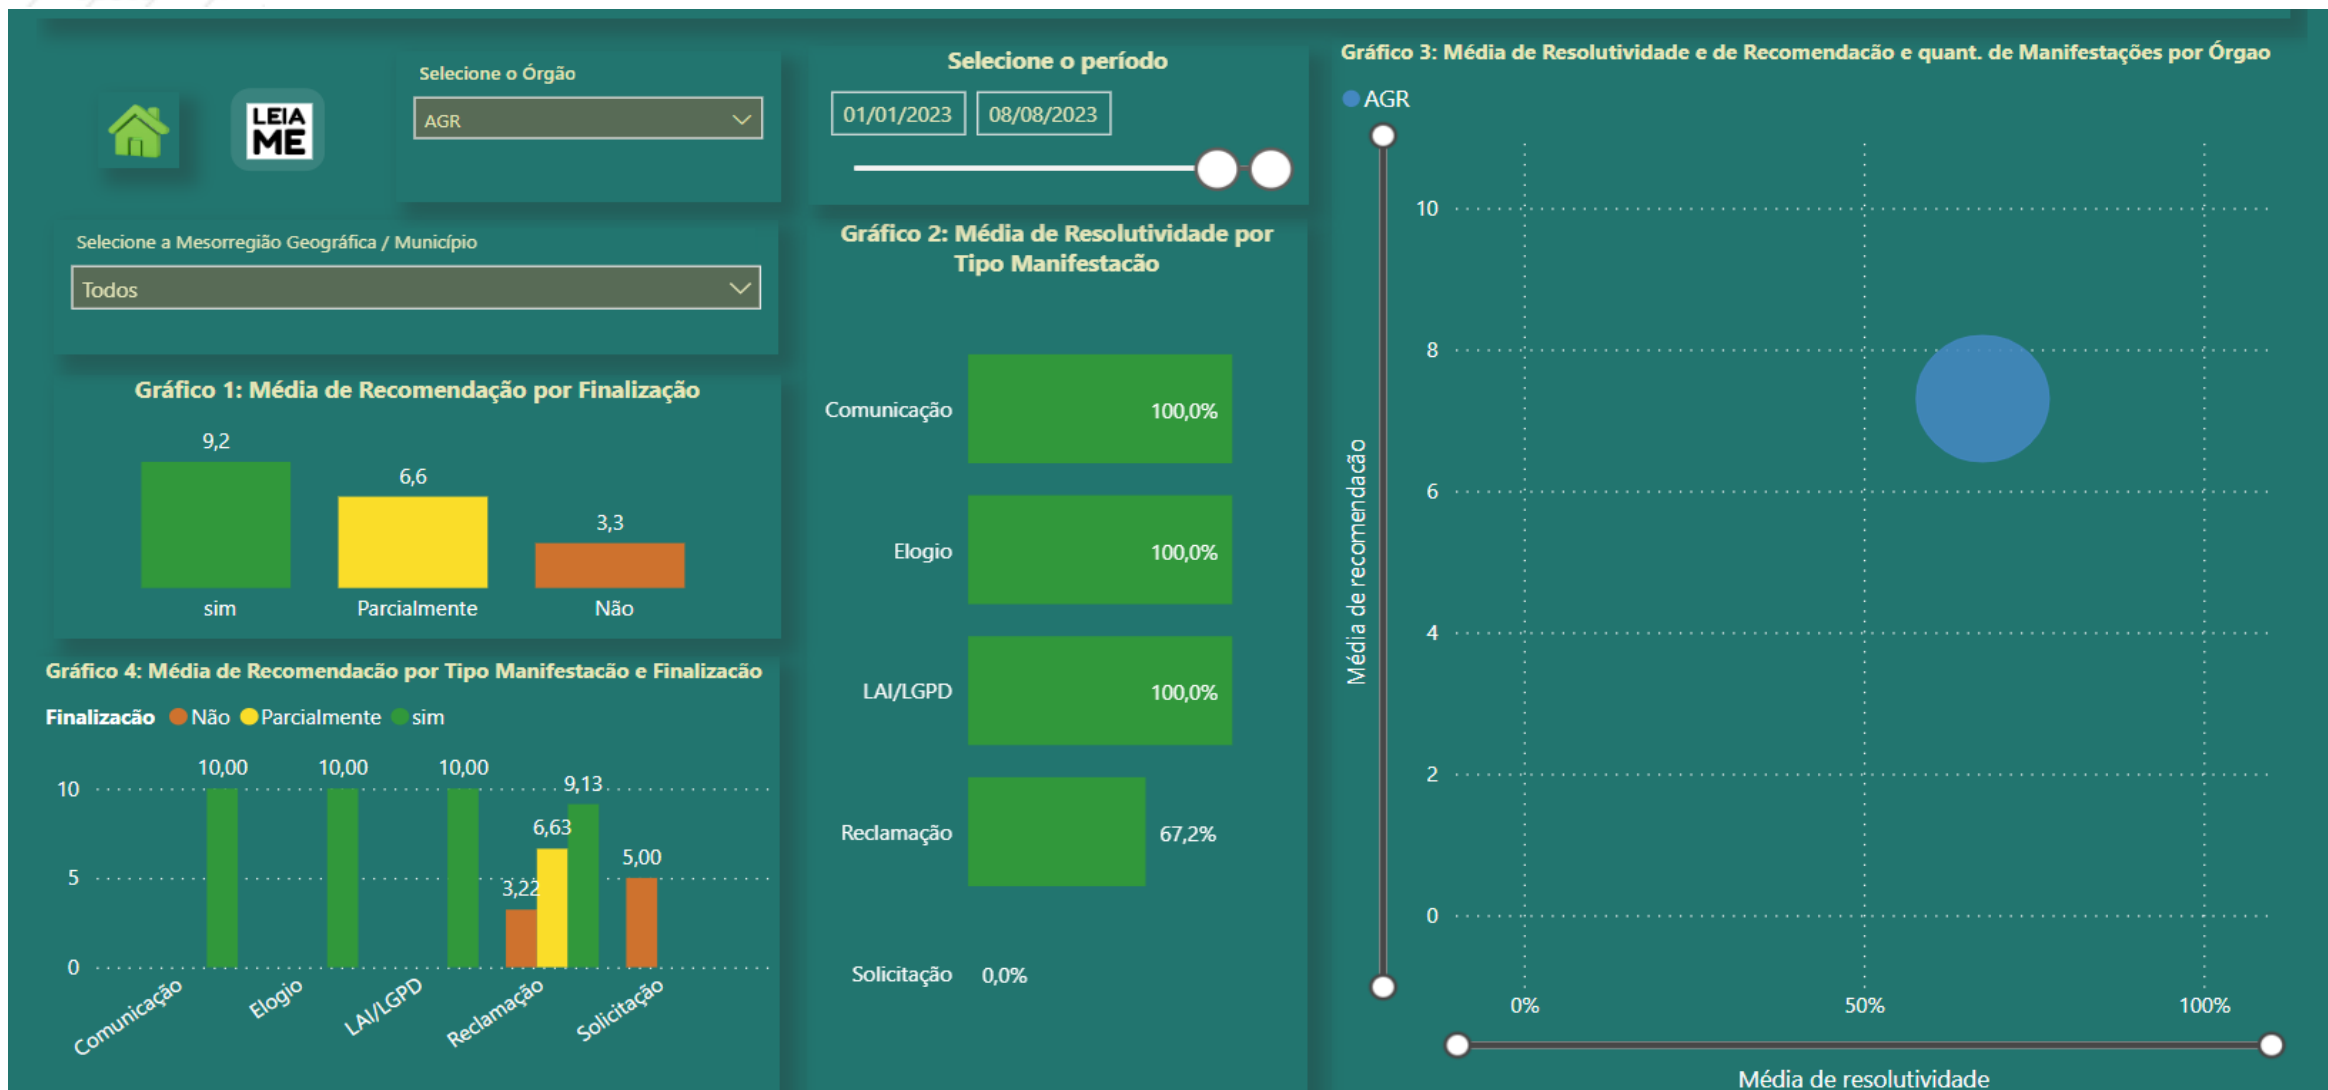 LEIA
ME
Selecione o Órgão
AGR
Selecione o período
01/01/2023
08/08/2023
Selecione a Mesorregião Geográfica / Município
Todos
Gráfico 1: Média de Recomendação por Finalização
9,2
6,6
3,3
sim
Parcialmente
Não
Gráfico 4: Média de Recomendacão por Tipo Manifestacão e Finalizacão
Finalizacão
Não
Parcialmente
sim
10,00
10,00
10,00
9,13
6,63
5,00
3,22
10
5
0
Comunicação
Elogio
LAI/LGPD
Reclamação
Solicitação
Gráfico 2: Média de Resolutividade por
Tipo Manifestacão
Comunicação
100,0%
Elogio
100,0%
LAI/LGPD
100,0%
Reclamação
67,2%
Solicitação
0,0%
Gráfico 3: Média de Resolutividade e de Recomendacão e quant. de Manifestações por Órgao
AGR
Média de recomendacão
10
8
6
4
2
0
0%
50%
100%
Média de resolutividade